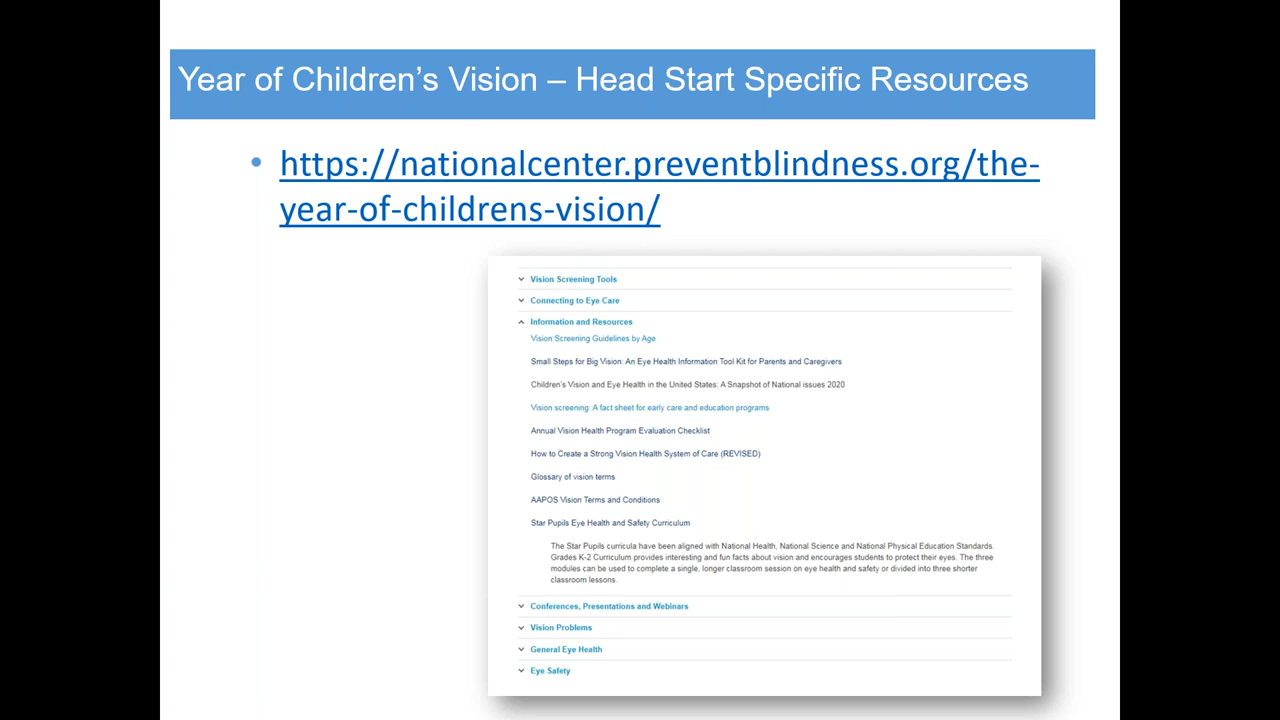 Year of Children's Vision – Head Start Specific Resources
• https://nationalcenter.preventblindness.org/the-
year-of-childrens-vision/
Vision Screening Tools
Connecting to Eye Care
Information and Resources
Vision Screening Guidelines by Age
Small Steps for Big Vision: An Eye Health Information Tool Kit for Parents and Caregivers
Children's Vision and Eye Health in the United States: A Snapshot of National issues 2020
Vision screening: A fact sheet for early care and education programs
Annual Vision Health Program Evaluation Checklist
How to Create a Strong Vision Health System of Care (REVISED)
Glossary of vision terms
AAPOS Vision Terms and Conditions
Star Pupils Eye Health and Safety Curriculum
The Star Pupils curricula have been aligned with National Health, National Science and National Physical Education Standards.
Grades K-2 Curriculum provides interesting and fun facts about vision and encourages students to protect their eyes. The three
modules can be used to complete a single, longer classroom session on eye health and safety or divided into three shorter
classroom lessons.
Conferences, Presentations and Webinars
Vision Problems
General Eye Health
Eye Safety